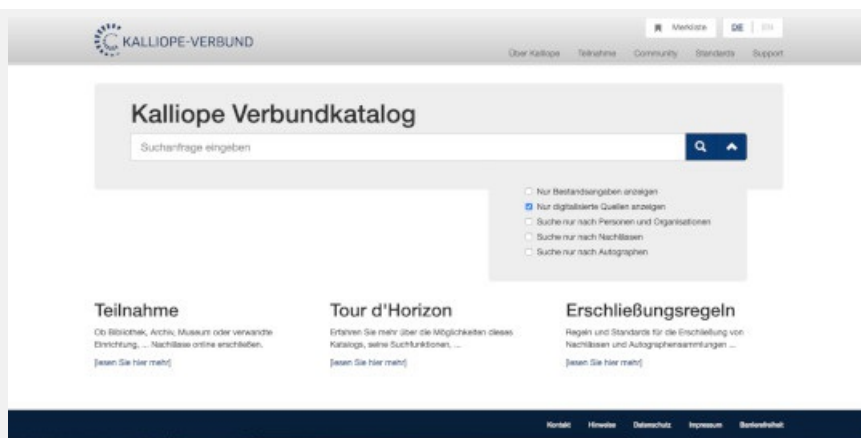 KALLIOPE-VERBUND
Merkliste DE | EN
Über Kalliope Teilnahme Community Standards Support
Kalliope Verbundkatalog
Suchanfrage eingeben
Nur Bestandsangaben anzeigen
Nur digitalisierte Quellen anzeigen
Suche nur nach Personen und Organisationen
Suche nur nach Nachlässen
Suche nur nach Autographen
Teilnahme
Ob Bibliothek, Archiv, Museum oder verwandte
Einrichtung, ... Nachlässe online erschließen.
[lesen Sie hier mehr]
Tour d'Horizon
Erfahren Sie mehr über die Möglichkeiten dieses
Katalogs, seine Suchfunktionen, ...
[lesen Sie hier mehr]
Erschließungsregeln
Regeln und Standards für die Erschließung von
Nachlässen und Autographensammlungen ...
[lesen Sie hier mehr]
Kontakt Hinweise Datenschutz Impressum Barrierefreiheit